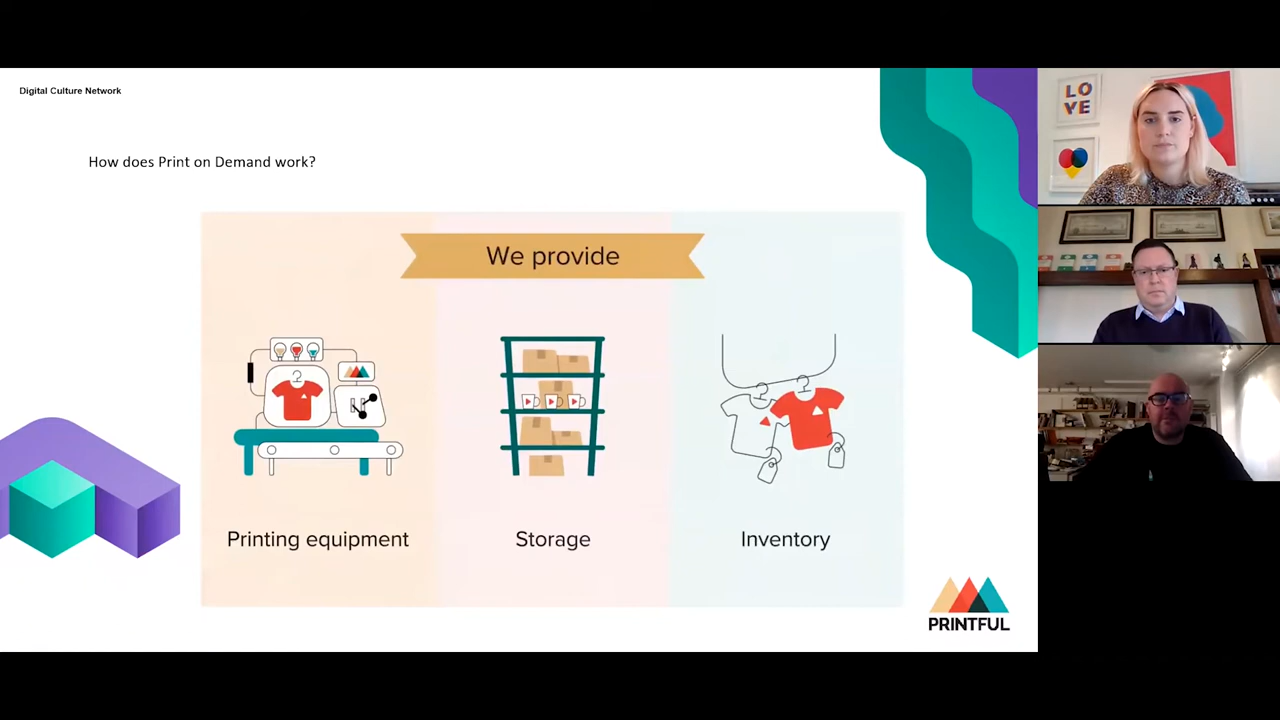 Digital Culture Network
How does Print on Demand work?
We provide
Printing equipment
Storage
Inventory
PRINTFUL
LO
VE